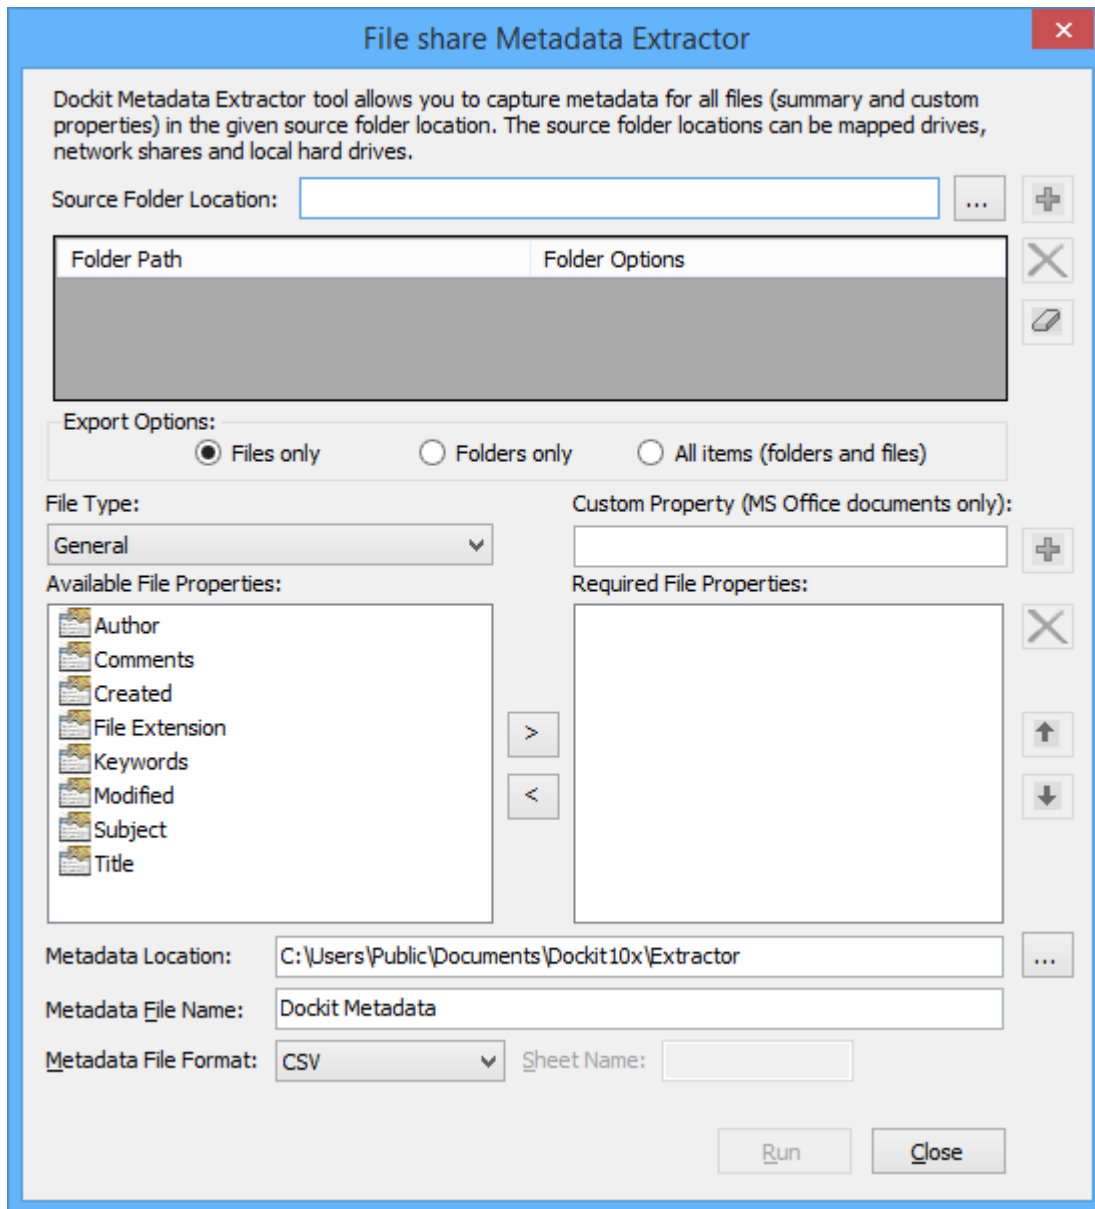 File share Metadata Extractor
Dockit Metadata Extractor tool allows you to capture metadata for all files (summary and custom
properties) in the given source folder location. The source folder locations can be mapped drives,
network shares and local hard drives.
Source Folder Location:
...
Folder Path Folder Options
Export Options:
Files only Folders only All items (folders and files)
File Type: Custom Property (MS Office documents only):
General
Available File Properties: Required File Properties:
Author
Comments
Created
File Extension
Keywords
Modified
Subject
Title
>
<
Metadata Location: C:\Users\Public\Documents\Dockit10x\Extractor ...
Metadata File Name: Dockit Metadata
Metadata File Format: CSV Sheet Name:
Run Close